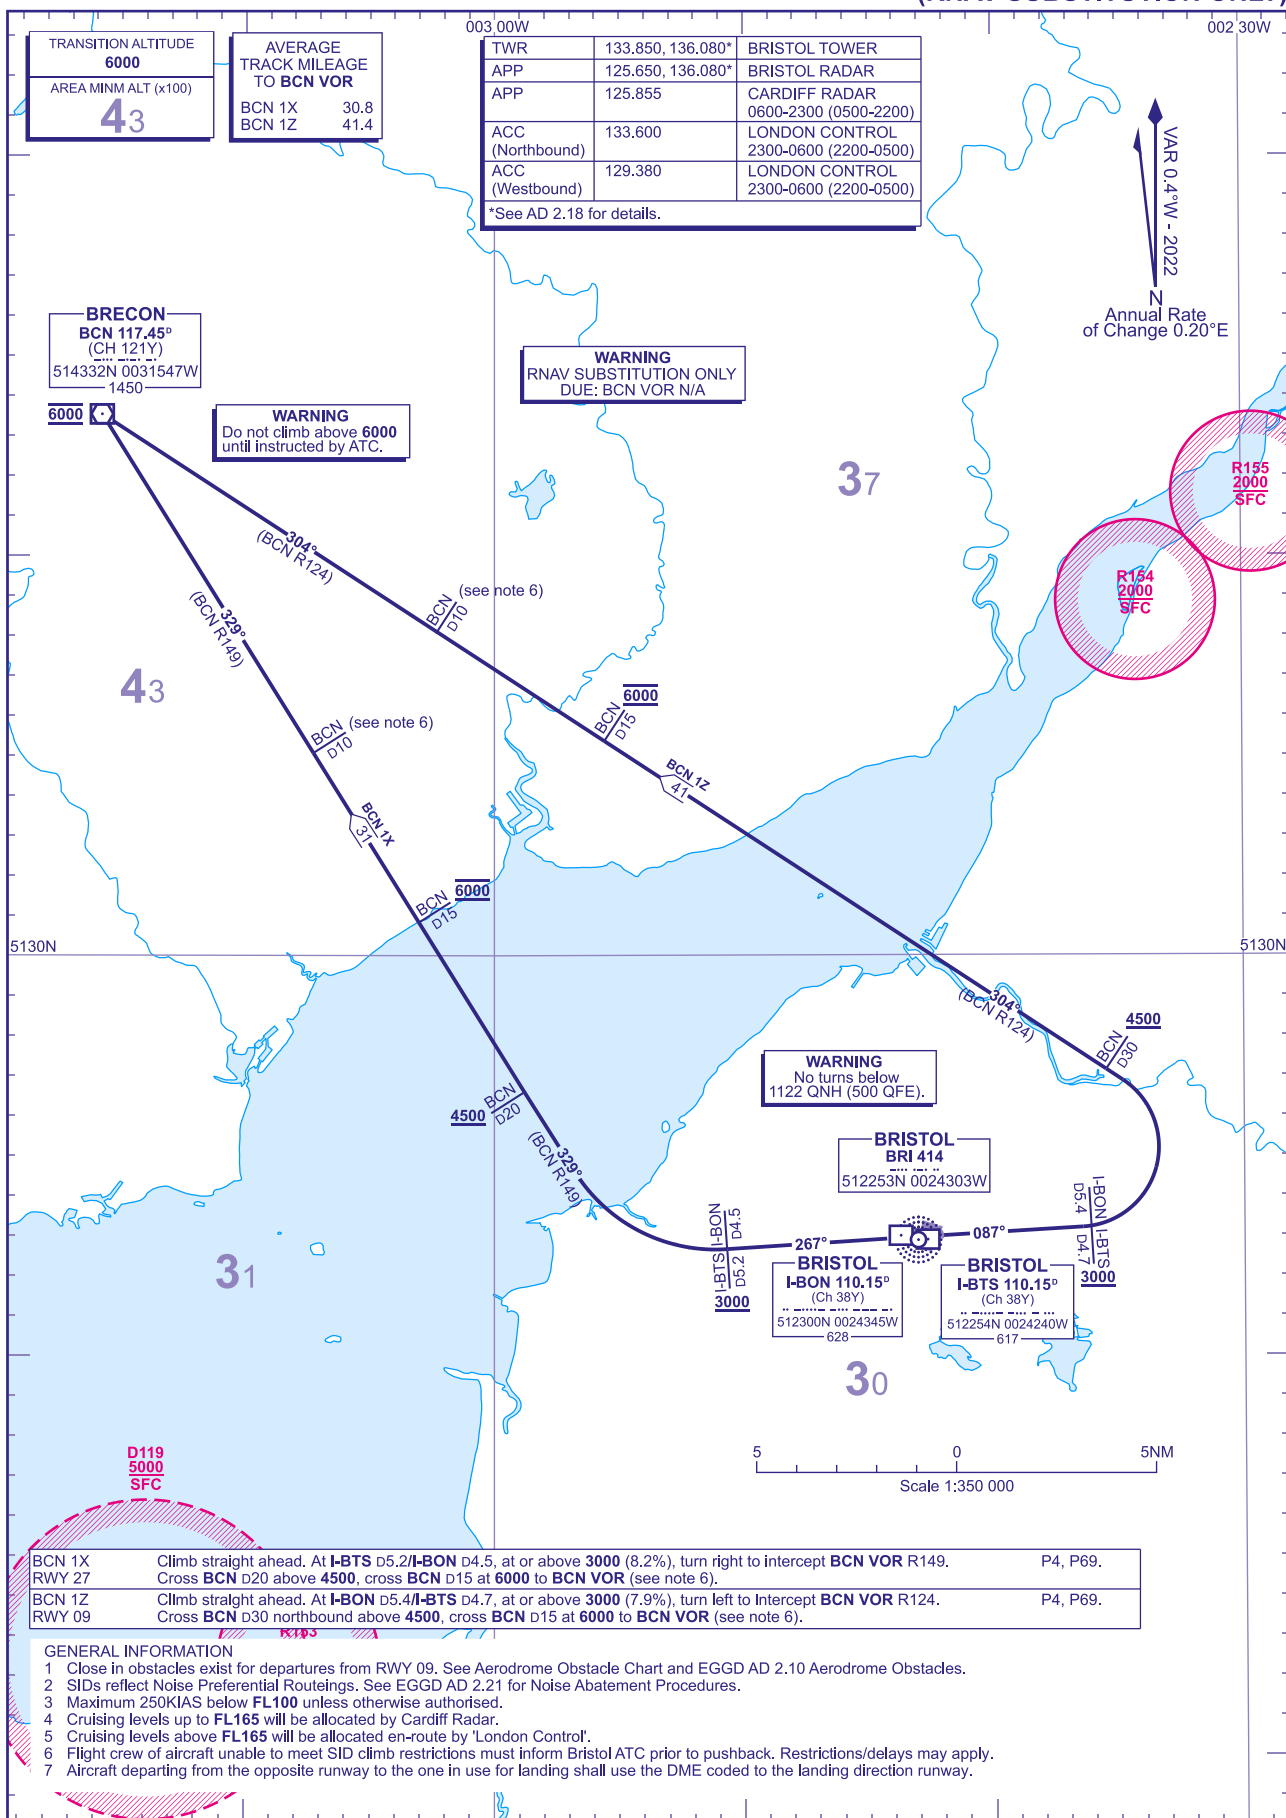 003 00W
002 30W
TRANSITION ALTITUDE
6000
AREA MINM ALT (x100)
43
AVERAGE
TRACK MILEAGE
TO BCN VOR
BCN 1X 30.8
BCN 1Z 41.4
TWR 133.850, 136.080* BRISTOL TOWER
APP 125.650, 136.080* BRISTOL RADAR
APP 125.855 CARDIFF RADAR
0600-2300 (0500-2200)
ACC 133.600 LONDON CONTROL
(Northbound) 2300-0600 (2200-0500)
ACC 129.380 LONDON CONTROL
(Westbound) 2300-0600 (2200-0500)
*See AD 2.18 for details.
VAR 0.4°W - 2022
N
Annual Rate
of Change 0.20°E
BRECON
BCN 117.45D
(CH 121Y)
514332N 0031547W
1450
6000
WARNING
Do not climb above 6000
until instructed by ATC.
WARNING
RNAV SUBSTITUTION ONLY
DUE: BCN VOR N/A
37
R155
2000
SFC
R154
2000
SFC
304°
(BCN R124)
329°
(BCN R149)
BCN
D10
(see note 6)
43
BCN
D10
(see note 6)
6000
BCN
D15
BCN 1Z
41
BCN 1X
31
6000
BCN
D15
5130N
5130N
304°
(BCN R124)
4500
BCN
D30
WARNING
No turns below
1122 QNH (500 QFE).
4500
BCN
D20
329°
(BCN R149)
BRISTOL
BRI 414
512253N 0024303W
I-BTS I-BON
D5.2 D4.5
3000
267°
087°
I-BON I-BTS
D5.4 D4.7
3000
BRISTOL
I-BON 110.15D
(Ch 38Y)
512300N 0024345W
628
BRISTOL
I-BTS 110.15D
(Ch 38Y)
512254N 0024240W
617
31
30
5 0 5NM
Scale 1:350 000
D119
5000
SFC
BCN 1X Climb straight ahead. At I-BTS D5.2/I-BON D4.5, at or above 3000 (8.2%), turn right to intercept BCN VOR R149. P4, P69.
RWY 27 Cross BCN D20 above 4500, cross BCN D15 at 6000 to BCN VOR (see note 6).
BCN 1Z Climb straight ahead. At I-BON D5.4/I-BTS D4.7, at or above 3000 (7.9%), turn left to intercept BCN VOR R124. P4, P69.
RWY 09 Cross BCN D30 northbound above 4500, cross BCN D15 at 6000 to BCN VOR (see note 6).
GENERAL INFORMATION
1 Close in obstacles exist for departures from RWY 09. See Aerodrome Obstacle Chart and EGGD AD 2.10 Aerodrome Obstacles.
2 SIDs reflect Noise Preferential Routeings. See EGGD AD 2.21 for Noise Abatement Procedures.
3 Maximum 250KIAS below FL100 unless otherwise authorised.
4 Cruising levels up to FL165 will be allocated by Cardiff Radar.
5 Cruising levels above FL165 will be allocated en-route by 'London Control'.
6 Flight crew of aircraft unable to meet SID climb restrictions must inform Bristol ATC prior to pushback. Restrictions/delays may apply.
7 Aircraft departing from the opposite runway to the one in use for landing shall use the DME coded to the landing direction runway.